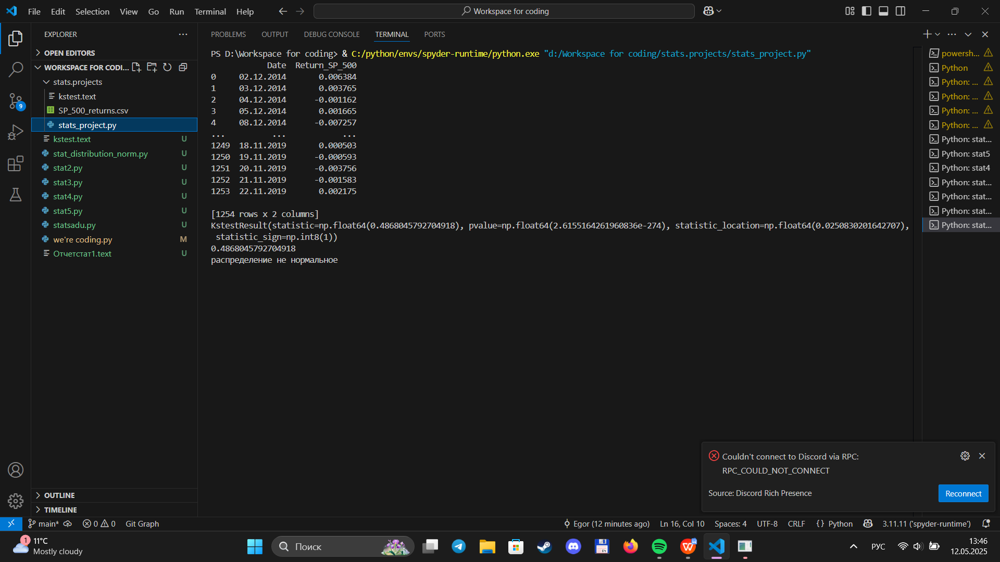 File Edit Selection View Go Run Terminal Help
Workspace for coding
EXPLORER
OPEN EDITORS
WORKSPACE FOR CODI...
stats.projects
kstest.text
SP_500_returns.csv
stats_project.py
kstest.text U
stat_distribution_norm.py U
stat2.py U
stat3.py U
stat4.py U
stat5.py U
statsadu.py U
we're coding.py M
Отчетстат1.text U
OUTLINE
TIMELINE
9
PROBLEMS OUTPUT DEBUG CONSOLE TERMINAL PORTS
PS D:\Workspace for coding> & C:/python/envs/spyder-runtime/python.exe "d:/Workspace for coding/stats.projects/stats_project.py"
Date Return_SP_500
0 02.12.2014 0.006384
1 03.12.2014 0.003765
2 04.12.2014 -0.001162
3 05.12.2014 0.001665
4 08.12.2014 -0.007257
... ... ...
1249 18.11.2019 0.000503
1250 19.11.2019 -0.000593
1251 20.11.2019 -0.003756
1252 21.11.2019 -0.001583
1253 22.11.2019 0.002175
[1254 rows x 2 columns]
KstestResult(statistic=np.float64(0.4868045792704918), pvalue=np.float64(2.6155164261960836e-274), statistic_location=np.float64(0.0250830201642707),
statistic_sign=np.int8(1))
0.4868045792704918
распределение не нормальное
powersh...
Python
Python: ...
Python: ...
Python: ...
Python: ...
Python: stat...
Python: stat5
Python: stat4
Python: stat...
Python: stat...
Python: stat...
Python: stat...
Couldn't connect to Discord via RPC:
RPC_COULD_NOT_CONNECT
Source: Discord Rich Presence
Reconnect
main* 0 0 Git Graph
Egor (12 minutes ago) Ln 16, Col 10 Spaces: 4 UTF-8 CRLF {} Python 3.11.11 ('spyder-runtime')
1
11°C
Mostly cloudy
Поиск
РУС
13:46
12.05.2025